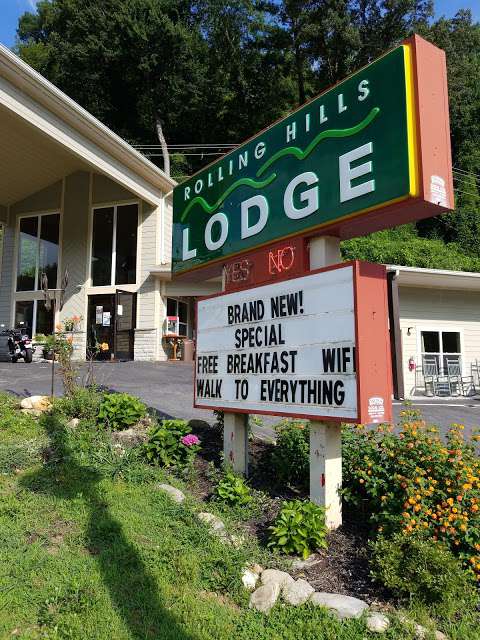 ROLLING HILLS
LODGE
YES NO
BRAND NEW!
SPECIAL
FREE BREAKFAST WIFI
WALK TO EVERYTHING